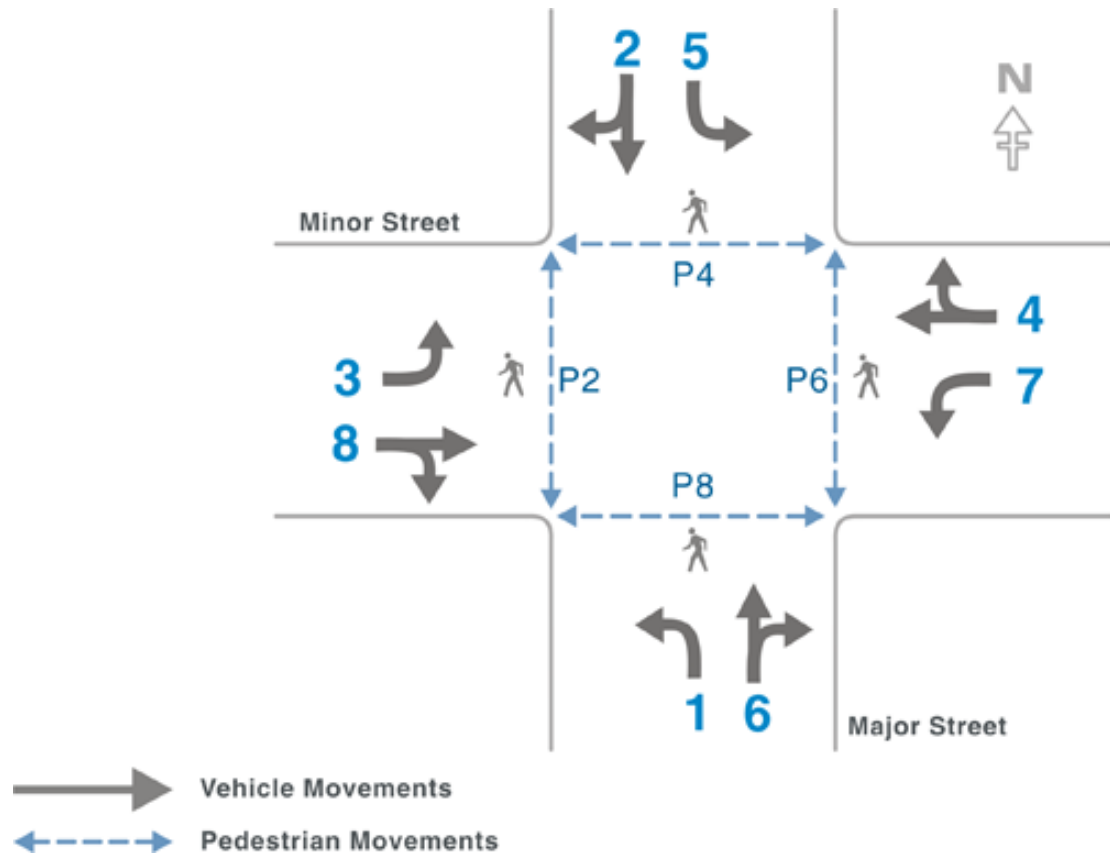 2 5
N
Minor Street
P4
4
3 P2 P6 7
8
P8
1 6
Major Street
Vehicle Movements
Pedestrian Movements